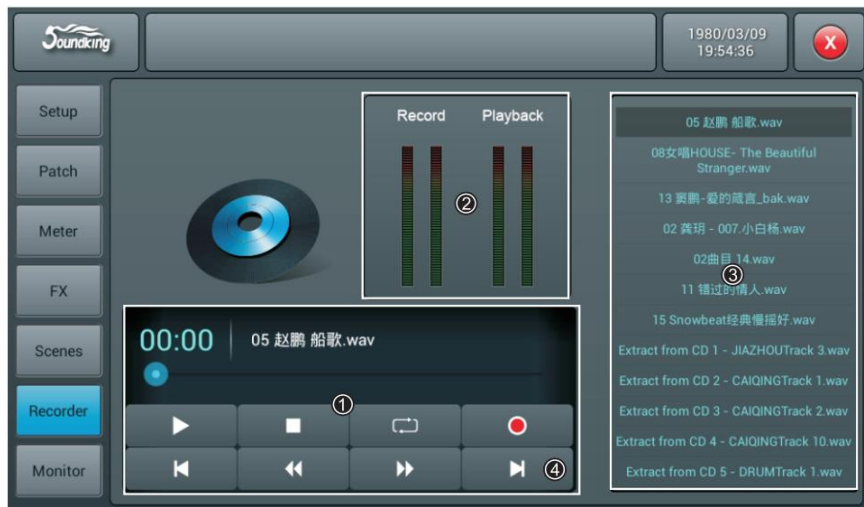 Soundking
1980/03/09
19:54:36
X
Setup
Patch
Meter
FX
Scenes
Recorder
Monitor
Record
Playback
②
00:00
05 赵鹏 船歌.wav
①
④
05 赵鹏 船歌.wav
08女唱HOUSE- The Beautiful
Stranger.wav
13 窦鹏-爱的箴言_bak.wav
02 龚玥 - 007.小白杨.wav
02曲目 14.wav
③
11 错过的情人.wav
15 Snowbeat经典慢摇好.wav
Extract from CD 1 - JIAZHOUTrack 3.wav
Extract from CD 2 - CAIQINGTrack 1.wav
Extract from CD 3 - CAIQINGTrack 2.wav
Extract from CD 4 - CAIQINGTrack 10.wav
Extract from CD 5 - DRUMTrack 1.wav